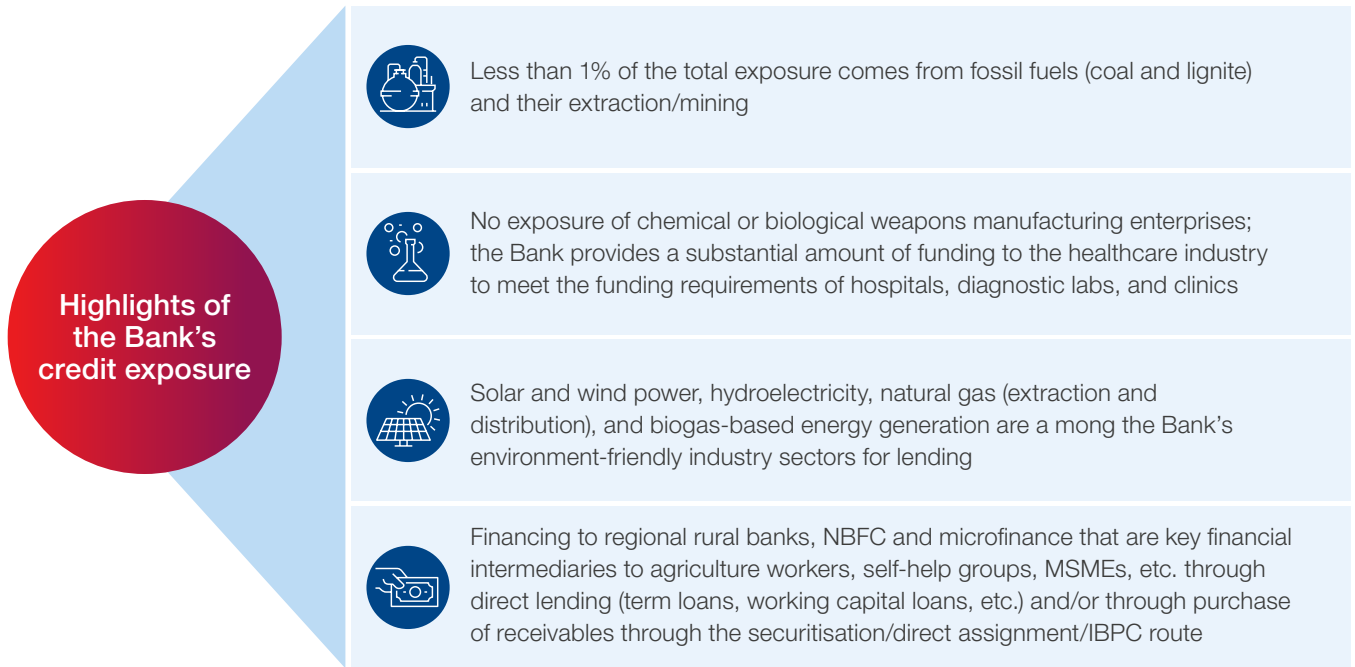 Highlights of
the Bank's
credit exposure
Less than 1% of the total exposure comes from fossil fuels (coal and lignite)
and their extraction/mining
No exposure of chemical or biological weapons manufacturing enterprises;
the Bank provides a substantial amount of funding to the healthcare industry
to meet the funding requirements of hospitals, diagnostic labs, and clinics
Solar and wind power, hydroelectricity, natural gas (extraction and
distribution), and biogas-based energy generation are a mong the Bank's
environment-friendly industry sectors for lending
Financing to regional rural banks, NBFC and microfinance that are key financial
intermediaries to agriculture workers, self-help groups, MSMEs, etc. through
direct lending (term loans, working capital loans, etc.) and/or through purchase
of receivables through the securitisation/direct assignment/IBPC route